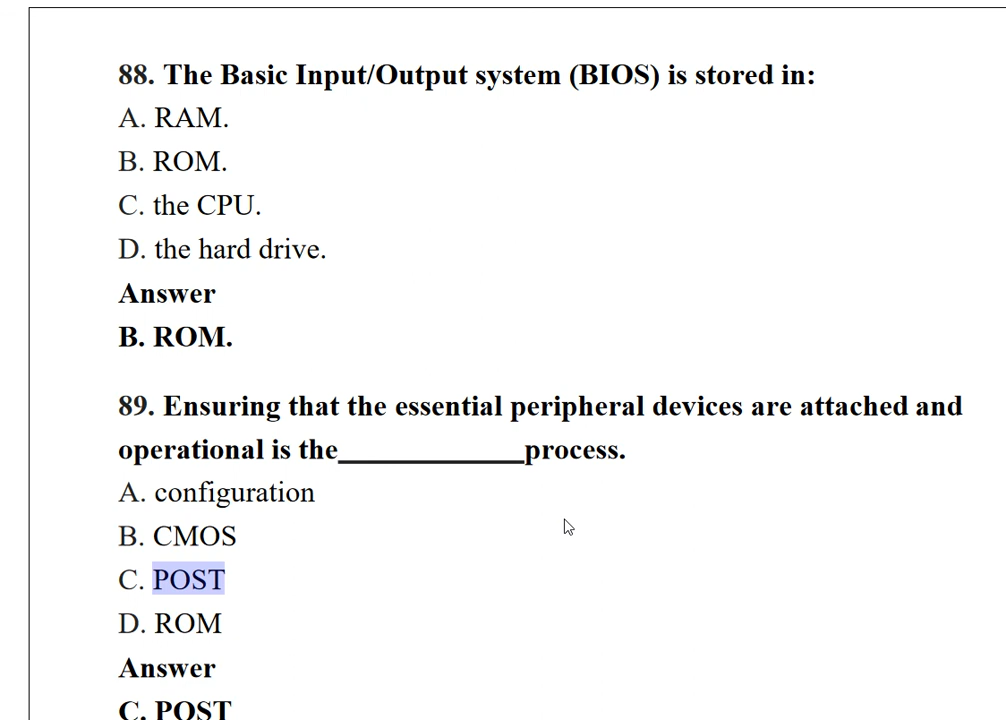 88. The Basic Input/Output system (BIOS) is stored in:
A. RAM.
B. ROM.
C. the CPU.
D. the hard drive.
Answer
B. ROM.
89. Ensuring that the essential peripheral devices are attached and
operational is the_____________process.
A. configuration
B. CMOS
C. POST
D. ROM
Answer
C. POST